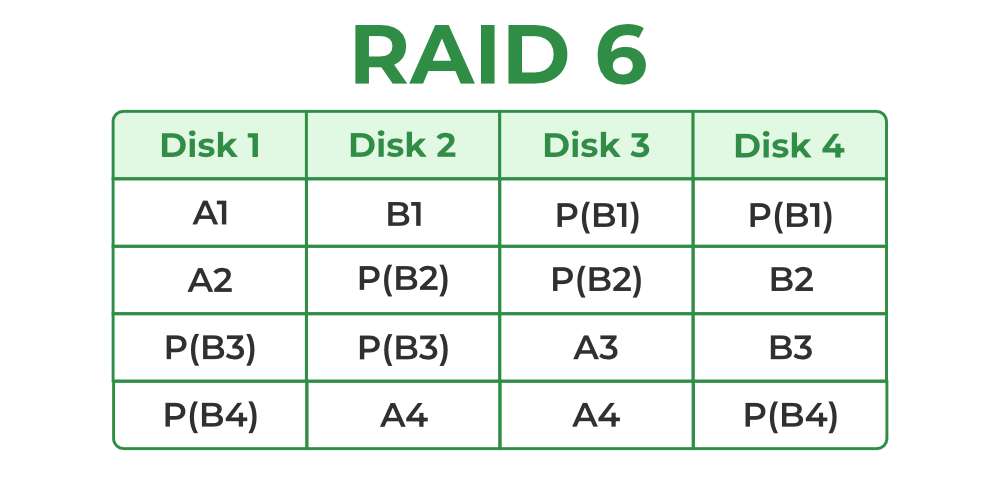 RAID 6
Disk 1 Disk 2 Disk 3 Disk 4
A1 B1 P(B1) P(B1)
A2 P(B2) P(B2) B2
P(B3) P(B3) A3 B3
P(B4) A4 A4 P(B4)